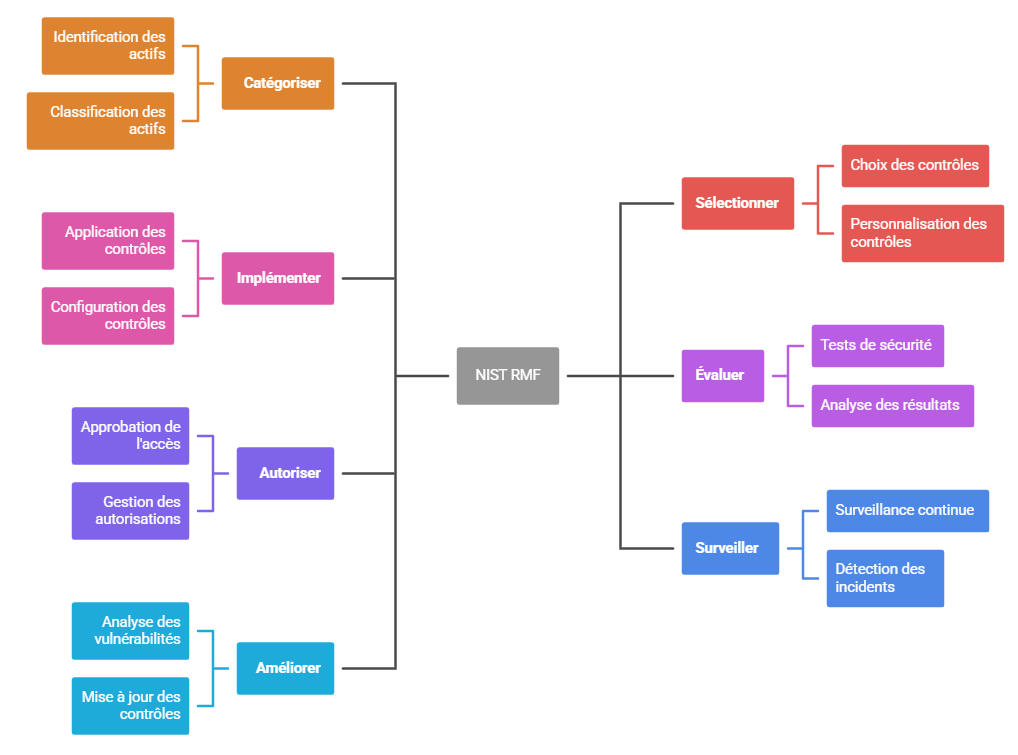 Identification des
actifs
Catégoriser
Classification des
actifs
Application des
contrôles
Implémenter
Configuration des
contrôles
Approbation de
l'accès
Autoriser
Gestion des
autorisations
Analyse des
vulnérabilités
Améliorer
Mise à jour des
contrôles
NIST RMF
Choix des contrôles
Sélectionner
Personnalisation des
contrôles
Tests de sécurité
Évaluer
Analyse des résultats
Surveillance continue
Surveiller
Détection des
incidents